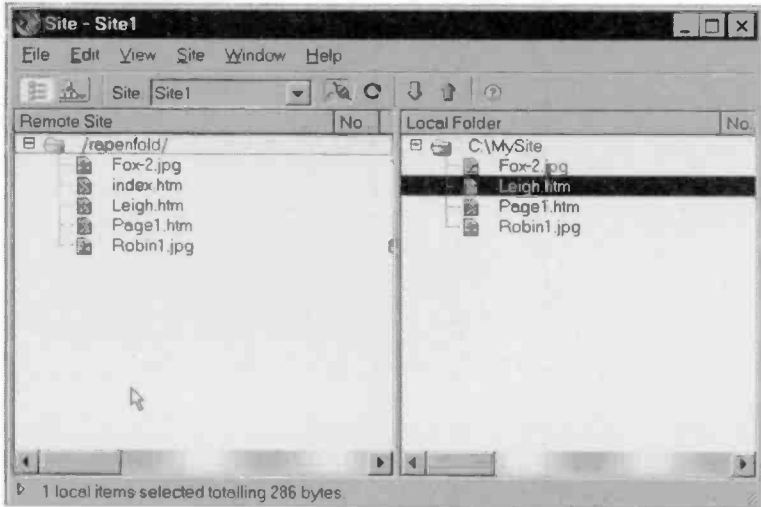 Site - Site1
File Edit View Site Window Help
Site Site1
Remote Site No
/rapenfold/
Fox-2.jpg
index.htm
Leigh.htm
Page1.htm
Robin1.jpg
Local Folder No
C:\MySite
Fox-2.jpg
Leigh.htm
Page1.htm
Robin1.jpg
1 local items selected totalling 286 bytes.